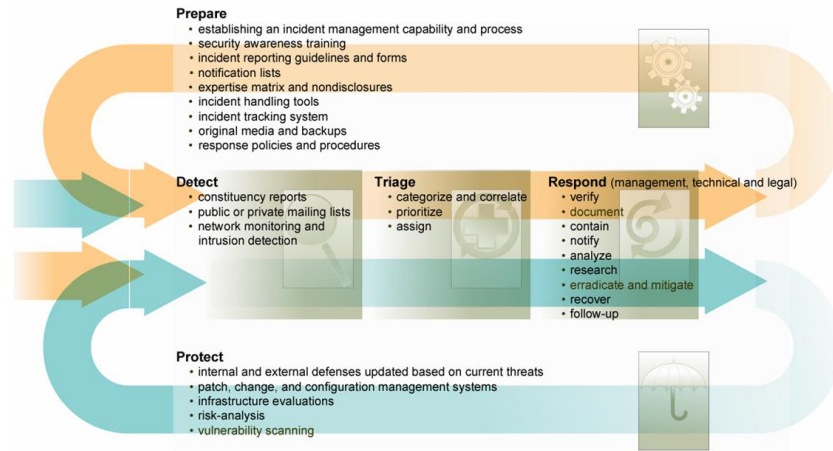 Prepare
• establishing an incident management capability and process
• security awareness training
• incident reporting guidelines and forms
• notification lists
• expertise matrix and nondisclosures
• incident handling tools
• incident tracking system
• original media and backups
• response policies and procedures
Detect
• constituency reports
• public or private mailing lists
• network monitoring and
intrusion detection
Triage
• categorize and correlate
• prioritize
• assign
Respond (management, technical and legal)
• verify
• document
• contain
• notify
• analyze
• research
• erradicate and mitigate
• recover
• follow-up
Protect
• internal and external defenses updated based on current threats
• patch, change, and configuration management systems
• infrastructure evaluations
• risk-analysis
• vulnerability scanning